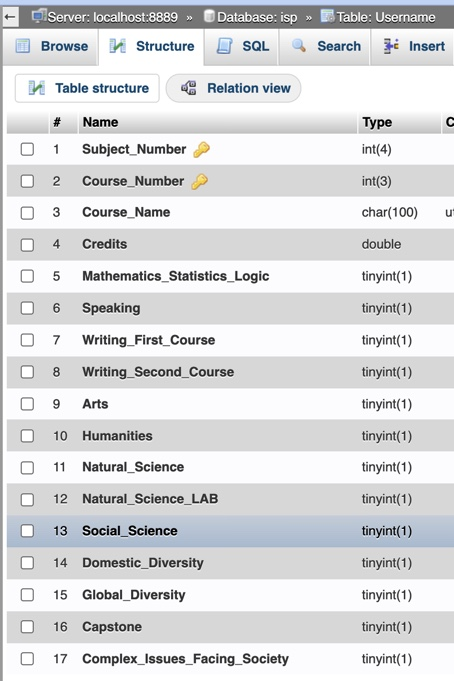 ← Server: localhost:8889 » Database: isp » Table: Username
Browse Structure SQL Search Insert
Table structure Relation view
# Name Type C
1 Subject_Number int(4)
2 Course_Number int(3)
3 Course_Name char(100) ut
4 Credits double
5 Mathematics_Statistics_Logic tinyint(1)
6 Speaking tinyint(1)
7 Writing_First_Course tinyint(1)
8 Writing_Second_Course tinyint(1)
9 Arts tinyint(1)
10 Humanities tinyint(1)
11 Natural_Science tinyint(1)
12 Natural_Science_LAB tinyint(1)
13 Social_Science tinyint(1)
14 Domestic_Diversity tinyint(1)
15 Global_Diversity tinyint(1)
16 Capstone tinyint(1)
17 Complex_Issues_Facing_Society tinyint(1)